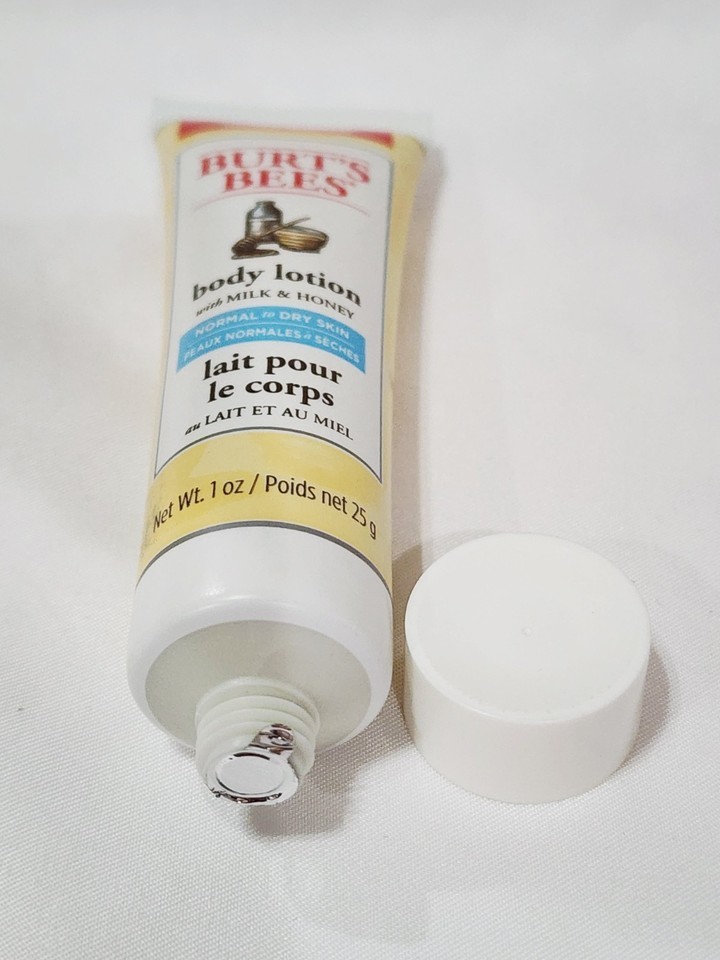 BURT'S
BEES®
body lotion
with MILK & HONEY
NORMAL to DRY SKIN
PEAUX NORMALES à SÈCHES
lait pour
le corps
au LAIT ET AU MIEL
Net Wt. 1 oz / Poids net 25 g